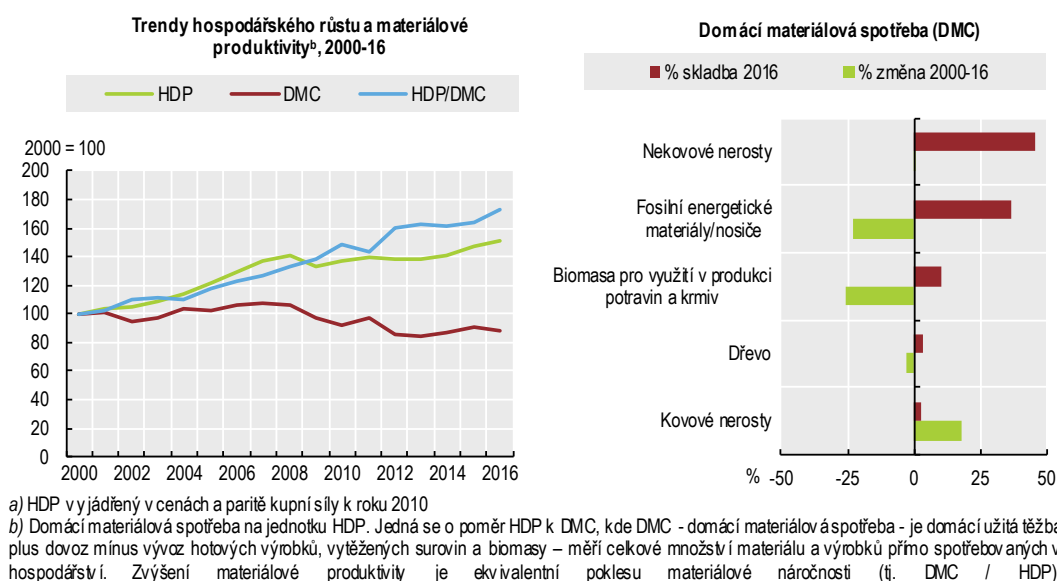 Trendy hospodářského růstu a materiálové
produktivityᵇ, 2000-16
HDP DMC HDP/DMC
2000 = 100
200
180
160
140
120
100
80
60
40
20
0
2000 2002 2004 2006 2008 2010 2012 2014 2016
Domácí materiálová spotřeba (DMC)
% skladba 2016 % změna 2000-16
Nekovové nerosty
Fosilní energetické
materiály/nosiče
Biomasa pro využití v produkci
potravin a krmiv
Dřevo
Kovové nerosty
% -50 -25 0 25 50
a) HDP vyjádřený v cenách a paritě kupní síly k roku 2010
b) Domácí materiálová spotřeba na jednotku HDP. Jedná se o poměr HDP k DMC, kde DMC - domácí materiálová spotřeba - je domácí užitá těžba
plus dovoz mínus vývoz hotových výrobků, vytěžených surovin a biomasy – měří celkové množství materiálu a výrobků přímo spotřebovaných v
hospodářství. Zvýšení materiálové produktivity je ekvivalentní poklesu materiálové náročnosti (tj. DMC / HDP)